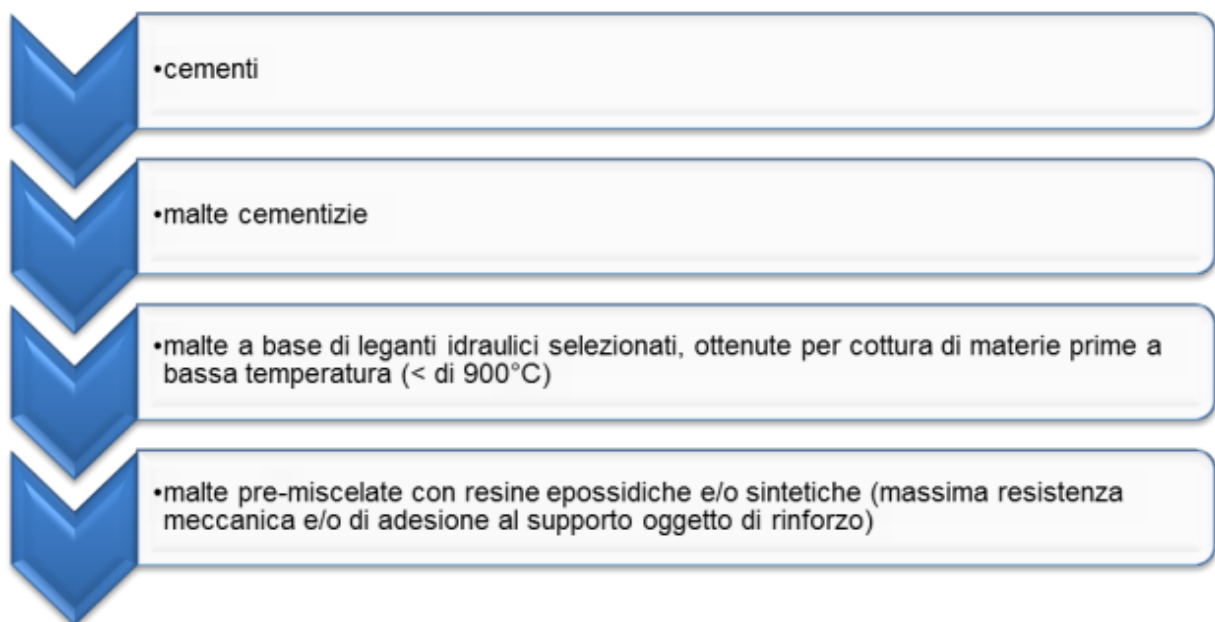 •cementi
•malte cementizie
•malte a base di leganti idraulici selezionati, ottenute per cottura di materie prime a
bassa temperatura (< di 900°C)
•malte pre-miscelate con resine epossidiche e/o sintetiche (massima resistenza
meccanica e/o di adesione al supporto oggetto di rinforzo)